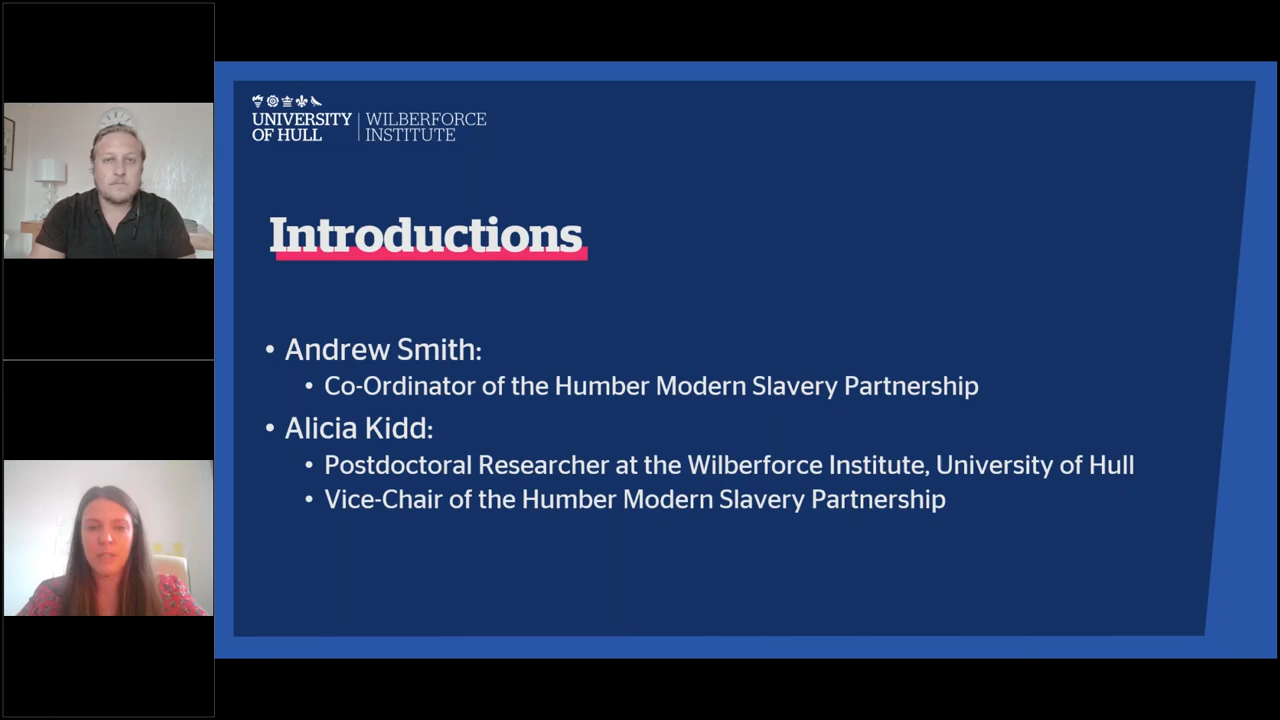 UNIVERSITY
OF HULL
WILBERFORCE
INSTITUTE
Introductions
• Andrew Smith:
• Co-Ordinator of the Humber Modern Slavery Partnership
• Alicia Kidd:
• Postdoctoral Researcher at the Wilberforce Institute, University of Hull
• Vice-Chair of the Humber Modern Slavery Partnership